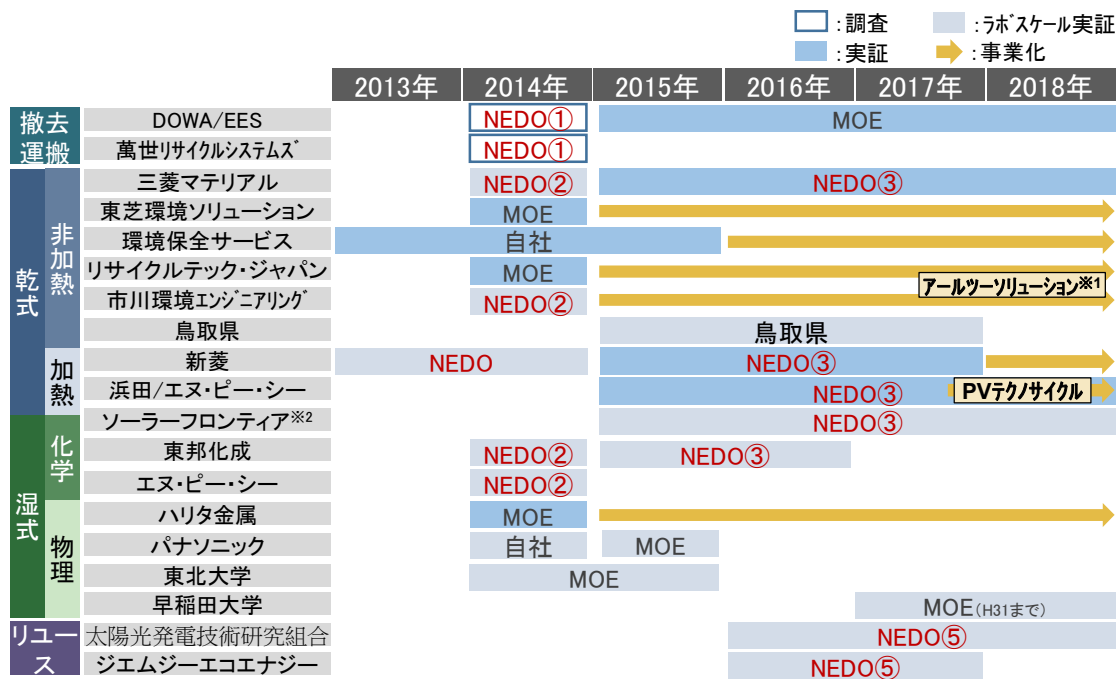 :調査
:ラボスケール実証
:実証
:事業化
2013年 2014年 2015年 2016年 2017年 2018年
撤去
運搬
DOWA/EES NEDO① MOE
萬世リサイクルシステムズ NEDO①
乾式
非加熱
三菱マテリアル NEDO② NEDO③
東芝環境ソリューション MOE
環境保全サービス 自社
リサイクルテック・ジャパン MOE
アールツーソリューション※1
市川環境エンジニアリング NEDO②
鳥取県 鳥取県
加熱
新菱 NEDO NEDO③
浜田/エヌ・ピー・シー NEDO③ PVテクノサイクル
湿式
化学
ソーラーフロンティア※2 NEDO③
東邦化成 NEDO② NEDO③
エヌ・ピー・シー NEDO②
物理
ハリタ金属 MOE
パナソニック 自社 MOE
東北大学 MOE
早稲田大学 MOE(H31まで)
リユー
ス
太陽光発電技術研究組合 NEDO⑤
ジエムジーエコエナジー NEDO⑤